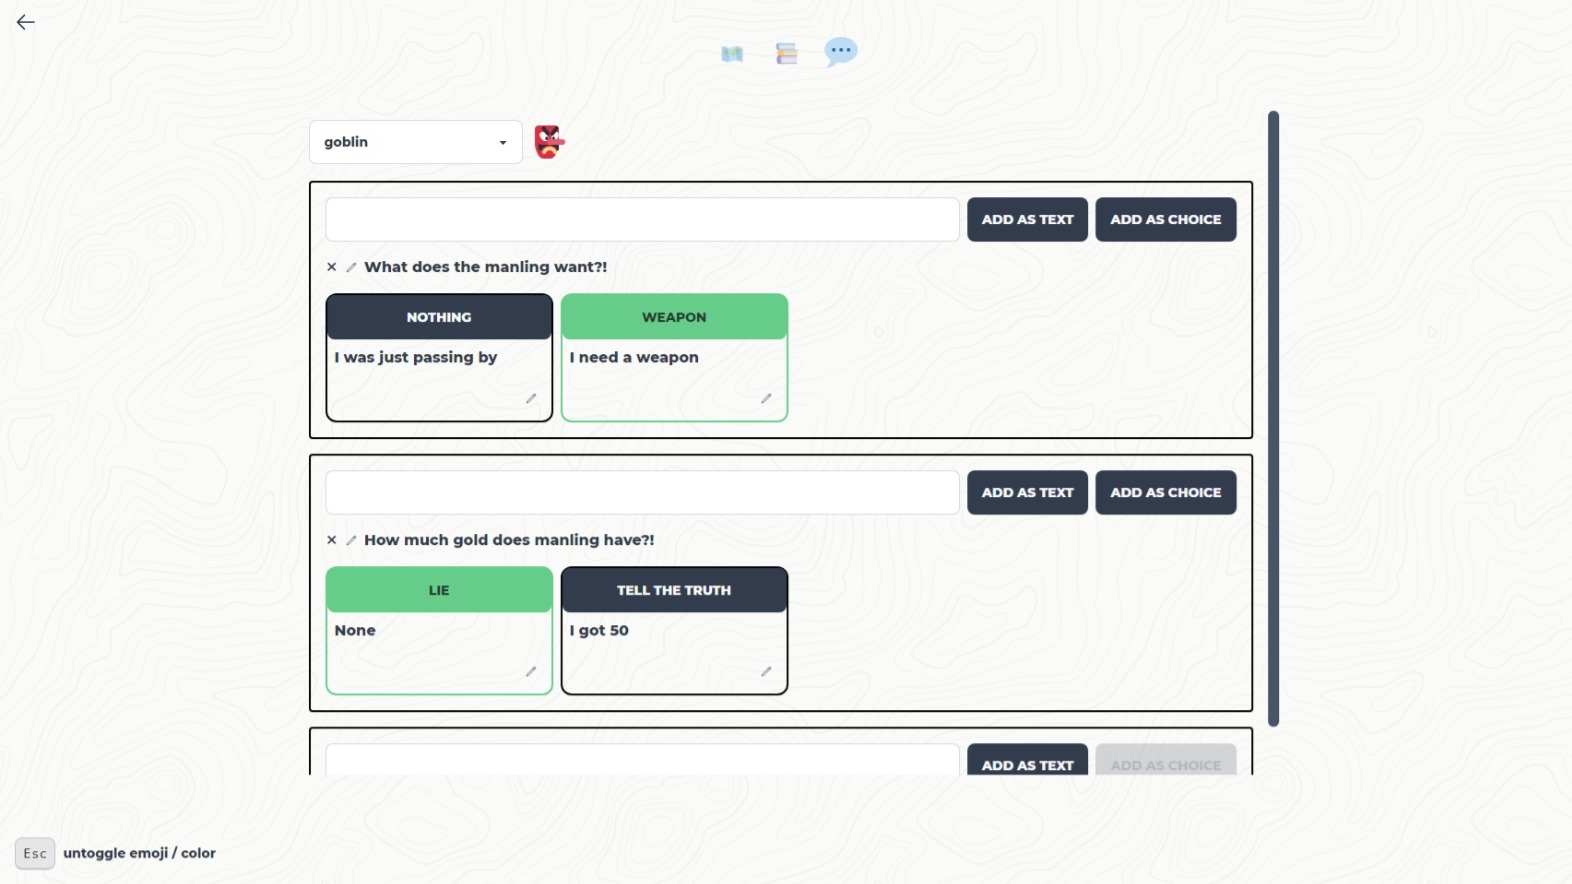 goblin
ADD AS TEXT ADD AS CHOICE
What does the manling want?!
NOTHING WEAPON
I was just passing by I need a weapon
ADD AS TEXT ADD AS CHOICE
How much gold does manling have?!
LIE TELL THE TRUTH
None I got 50
ADD AS TEXT ADD AS CHOICE
Esc untoggle emoji / color